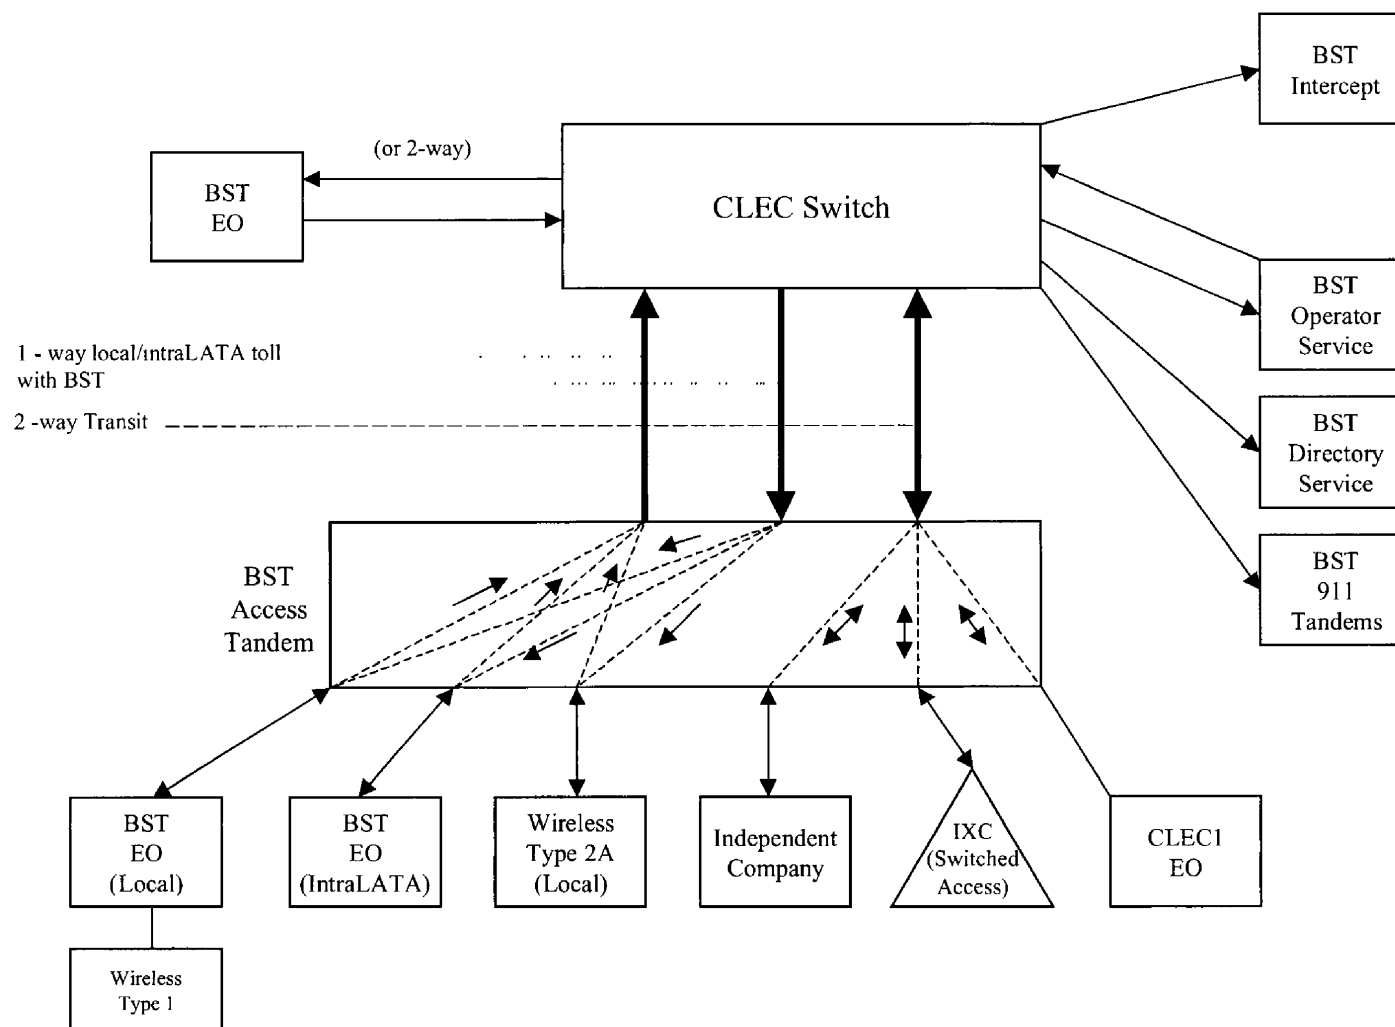 BST
Intercept
(or 2-way)
BST
EO
CLEC Switch
BST
Operator
Service
1 - way local/intraLATA toll
with BST
2 -way Transit
BST
Directory
Service
BST
911
Tandems
BST
Access
Tandem
BST
EO
(Local)
BST
EO
(IntraLATA)
Wireless
Type 2A
(Local)
Independent
Company
IXC
(Switched
Access)
CLEC1
EO
Wireless
Type 1